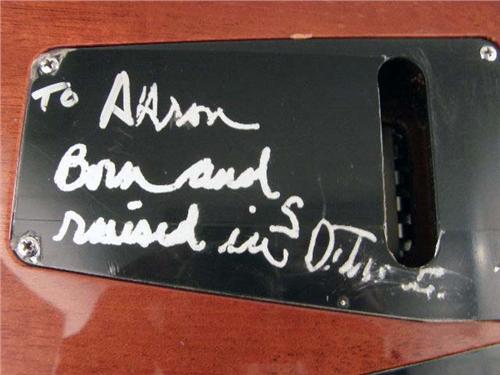 To AAron
Born and
raised in S